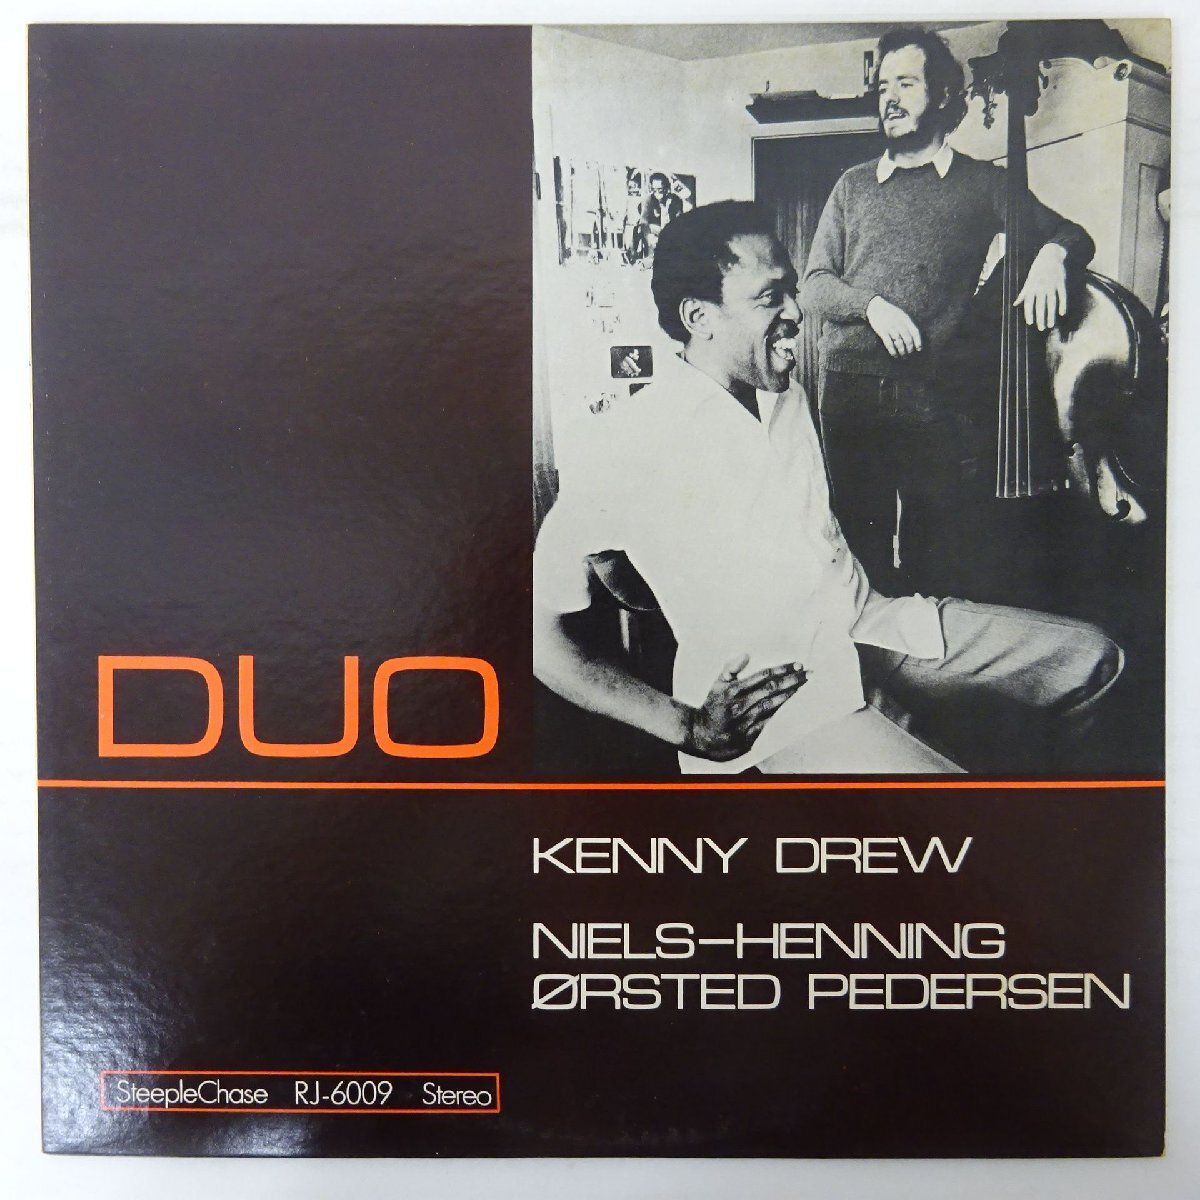 DUO
KENNY DREW
NIELS-HENNING
ØRSTED PEDERSEN
SteepleChase RJ-6009 Stereo